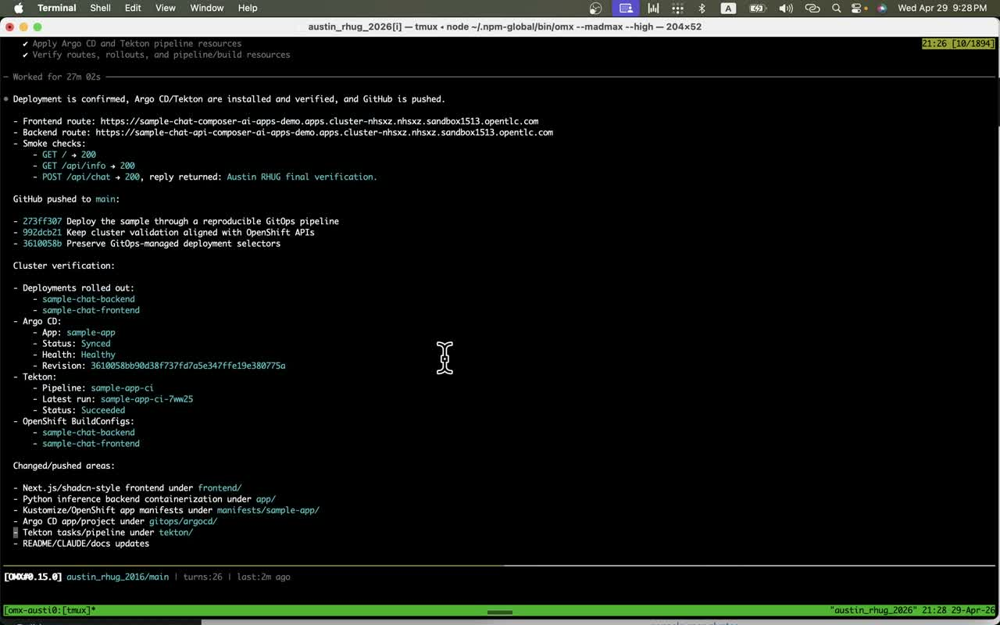 Terminal Shell Edit View Window Help A Wed Apr 29 9:28 PM
austin_rhug_2026[i] — tmux ◂ node ~/.npm-global/bin/omx --madmax --high — 204×52
✔ Apply Argo CD and Tekton pipeline resources
21:26 [10/1894]
✔ Verify routes, rollouts, and pipeline/build resources
— Worked for 27m 02s
• Deployment is confirmed, Argo CD/Tekton are installed and verified, and GitHub is pushed.
- Frontend route: https://sample-chat-composer-ai-apps-demo.apps.cluster-nhsxz.nhsxz.sandbox1513.opentlc.com
- Backend route: https://sample-chat-api-composer-ai-apps-demo.apps.cluster-nhsxz.nhsxz.sandbox1513.opentlc.com
- Smoke checks:
- GET / → 200
- GET /api/info → 200
- POST /api/chat → 200, reply returned: Austin RHUG final verification.
GitHub pushed to main:
- 273ff307 Deploy the sample through a reproducible GitOps pipeline
- 992dcb21 Keep cluster validation aligned with OpenShift APIs
- 3610058b Preserve GitOps-managed deployment selectors
Cluster verification:
- Deployments rolled out:
- sample-chat-backend
- sample-chat-frontend
- Argo CD:
- App: sample-app
- Status: Synced
- Health: Healthy
- Revision: 3610058bb90d38f737fd7a5e347ffe19e380775a
- Tekton:
- Pipeline: sample-app-ci
- Latest run: sample-app-ci-7ww25
- Status: Succeeded
- OpenShift BuildConfigs:
- sample-chat-backend
- sample-chat-frontend
Changed/pushed areas:
- Next.js/shadcn-style frontend under frontend/
- Python inference backend containerization under app/
- Kustomize/OpenShift app manifests under manifests/sample-app/
- Argo CD app/project under gitops/argocd/
- Tekton tasks/pipeline under tekton/
- README/CLAUDE/docs updates
[OMX#0.15.0] austin_rhug_2016/main | turns:26 | last:2m ago
[omx-austi0:[tmux]* "austin_rhug_2026" 21:28 29-Apr-26